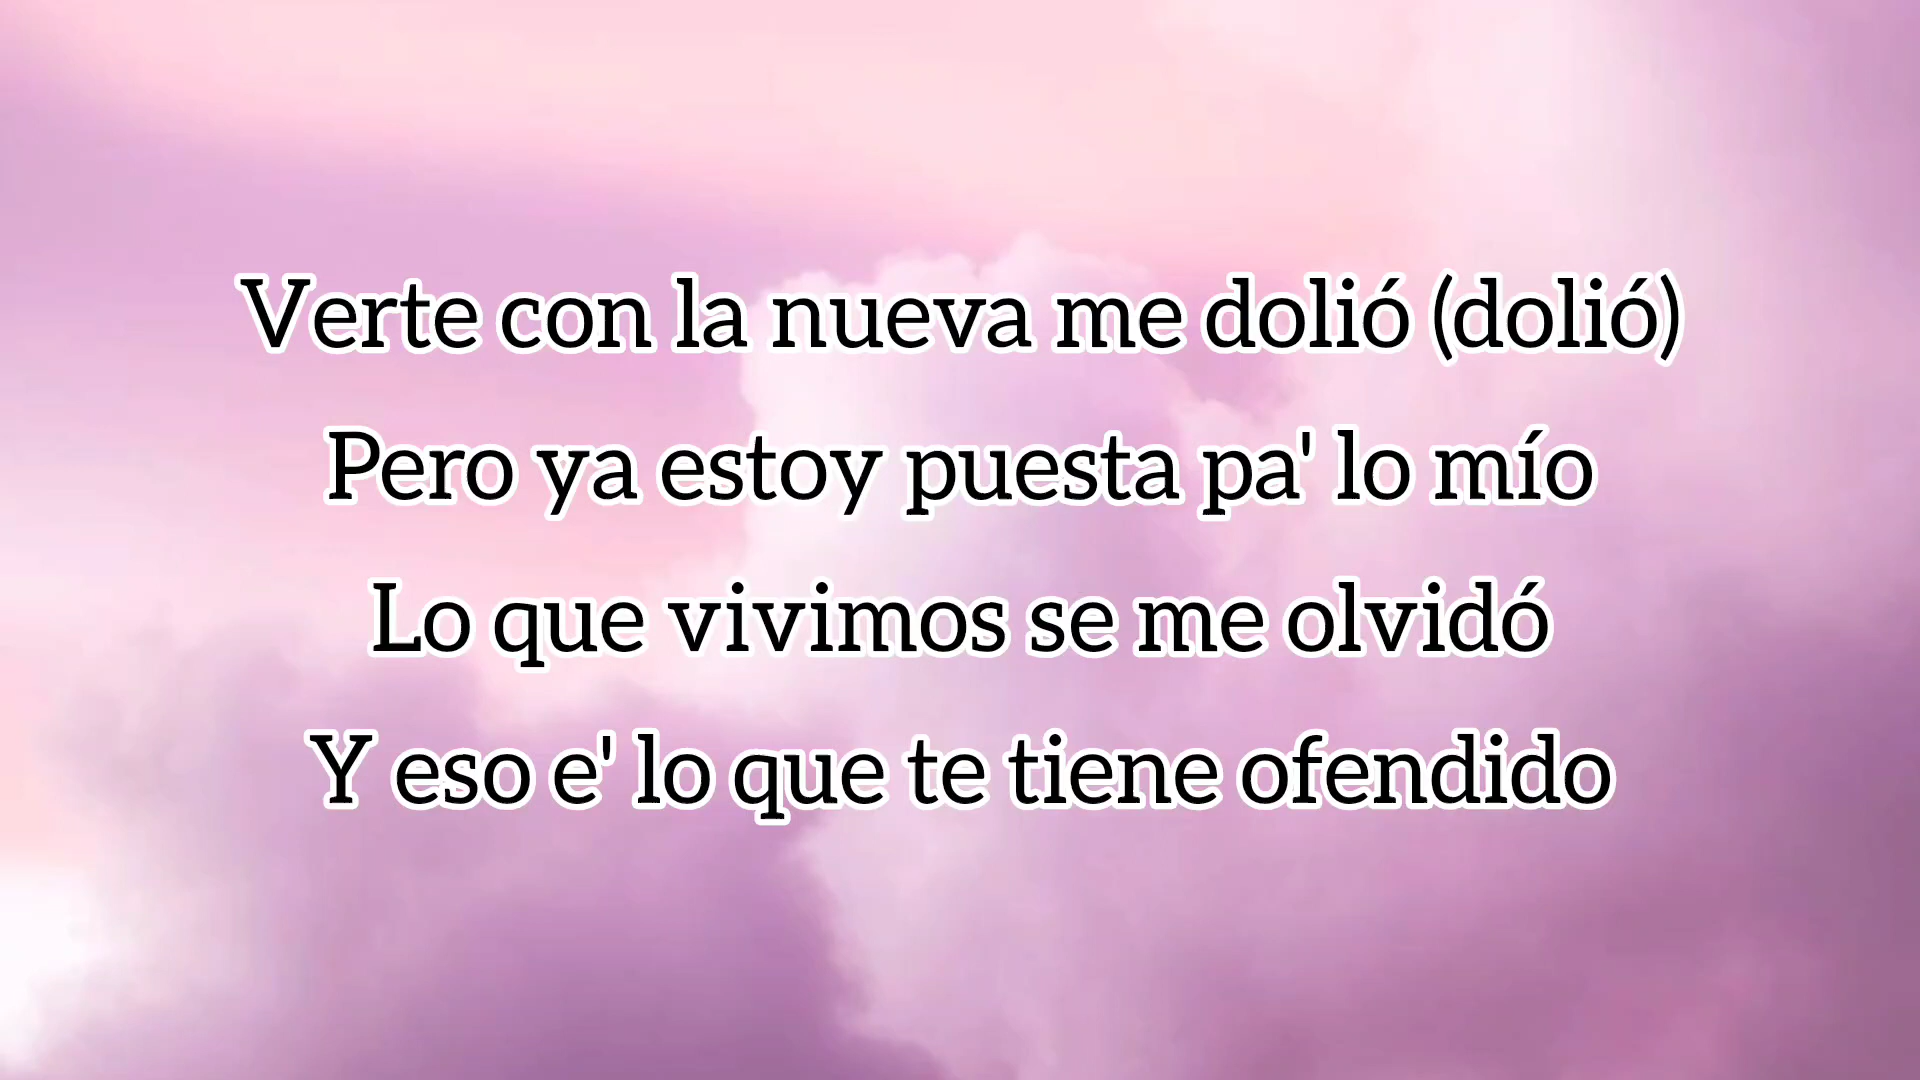 Verte con la nueva me dolió (dolió)
Pero ya estoy puesta pa' lo mío
Lo que vivimos se me olvidó
Y eso e' lo que te tiene ofendido